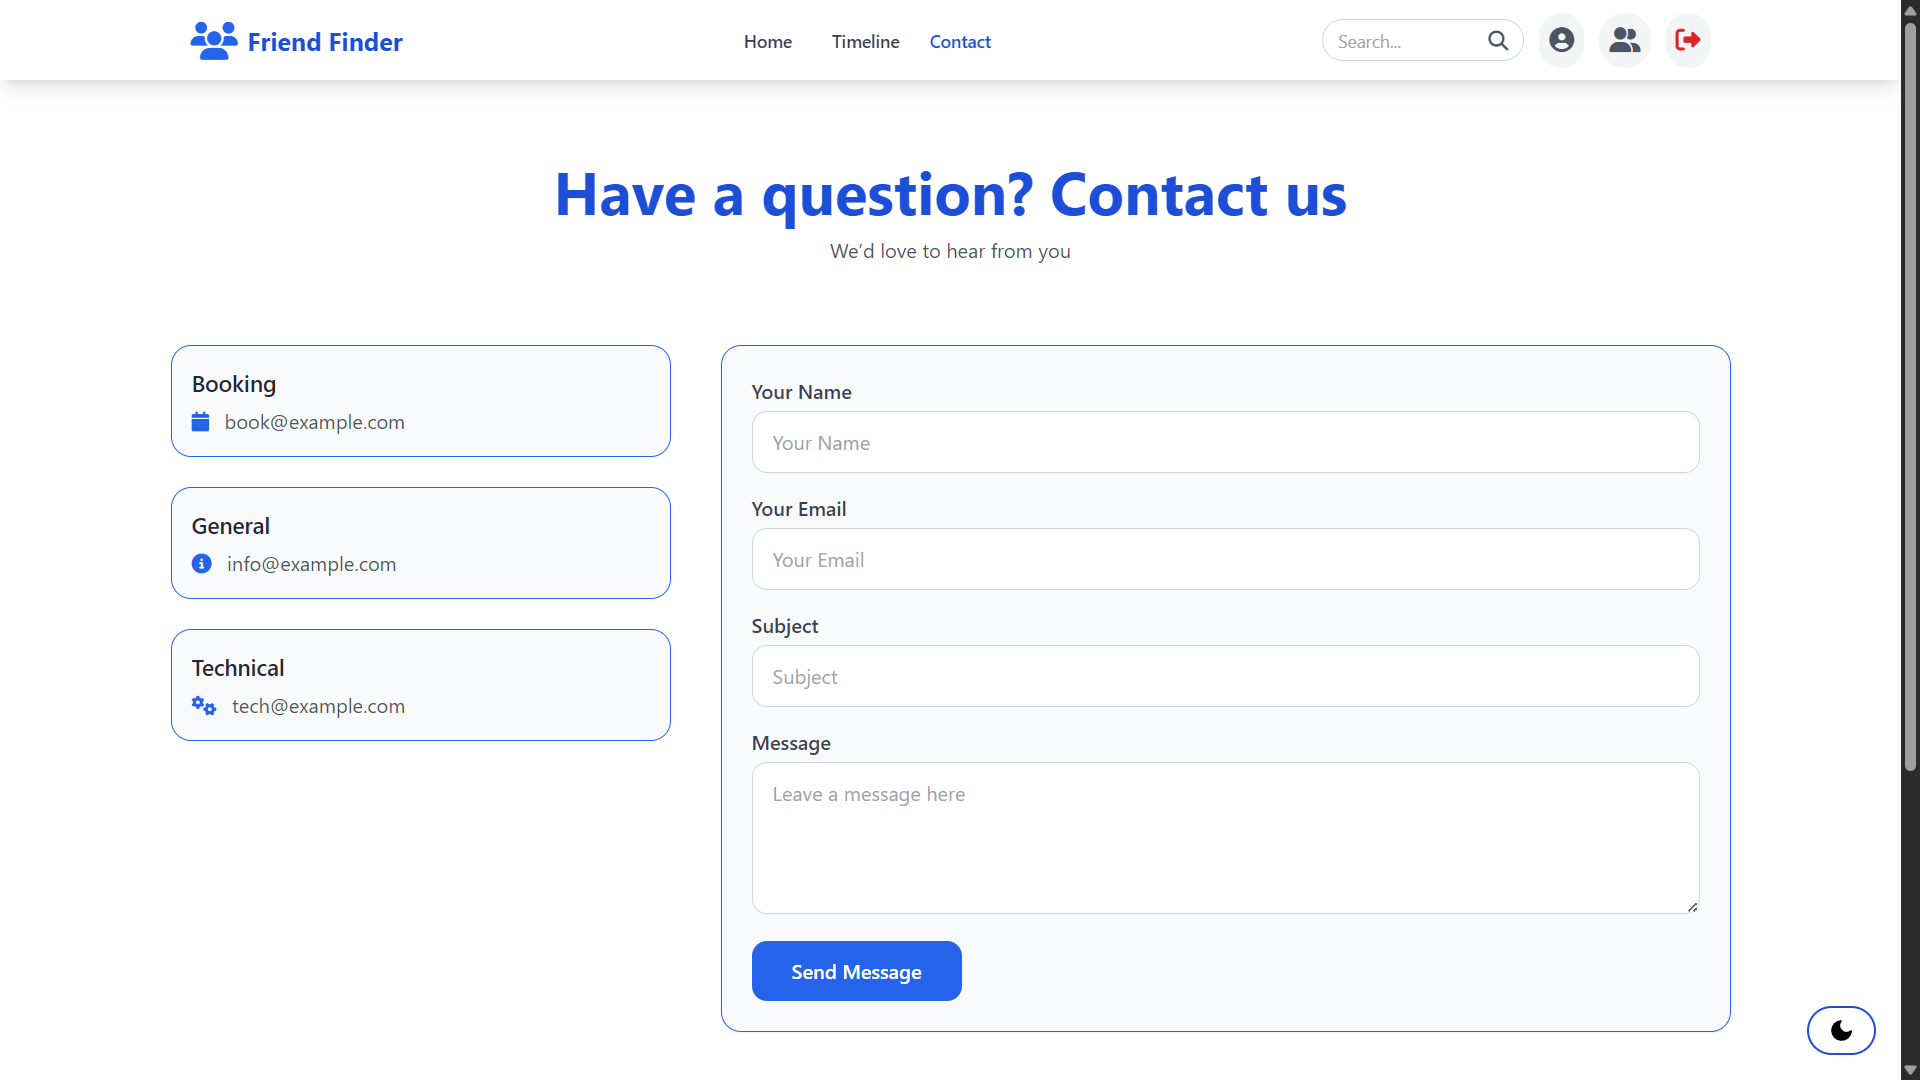 Friend Finder
Home Timeline Contact
Search...
Have a question? Contact us
We’d love to hear from you
Booking
book@example.com
General
info@example.com
Technical
tech@example.com
Your Name
Your Name
Your Email
Your Email
Subject
Subject
Message
Leave a message here
Send Message